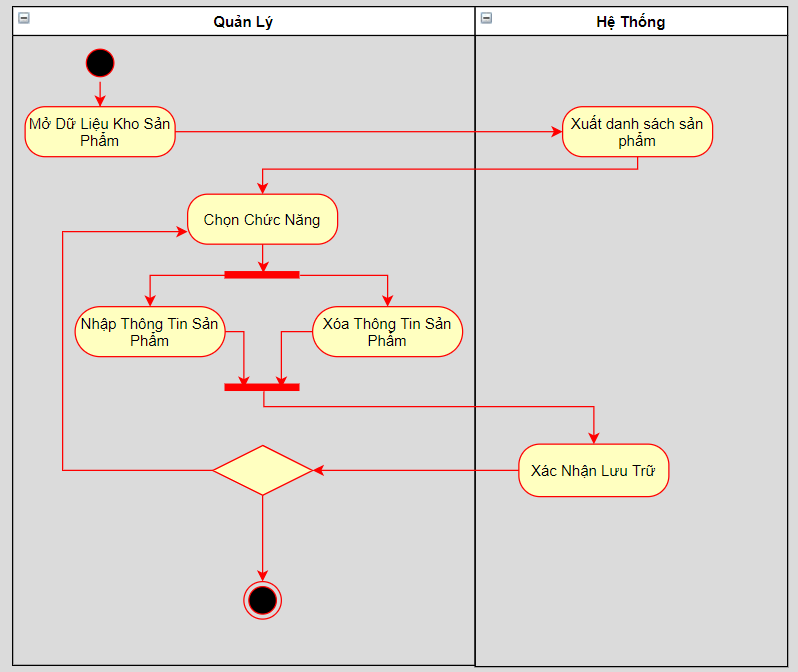 Quản Lý
Hệ Thống
Mở Dữ Liệu Kho Sản
Phẩm
Xuất danh sách sản
phẩm
Chọn Chức Năng
Nhập Thông Tin Sản
Phẩm
Xóa Thông Tin Sản
Phẩm
Xác Nhận Lưu Trữ